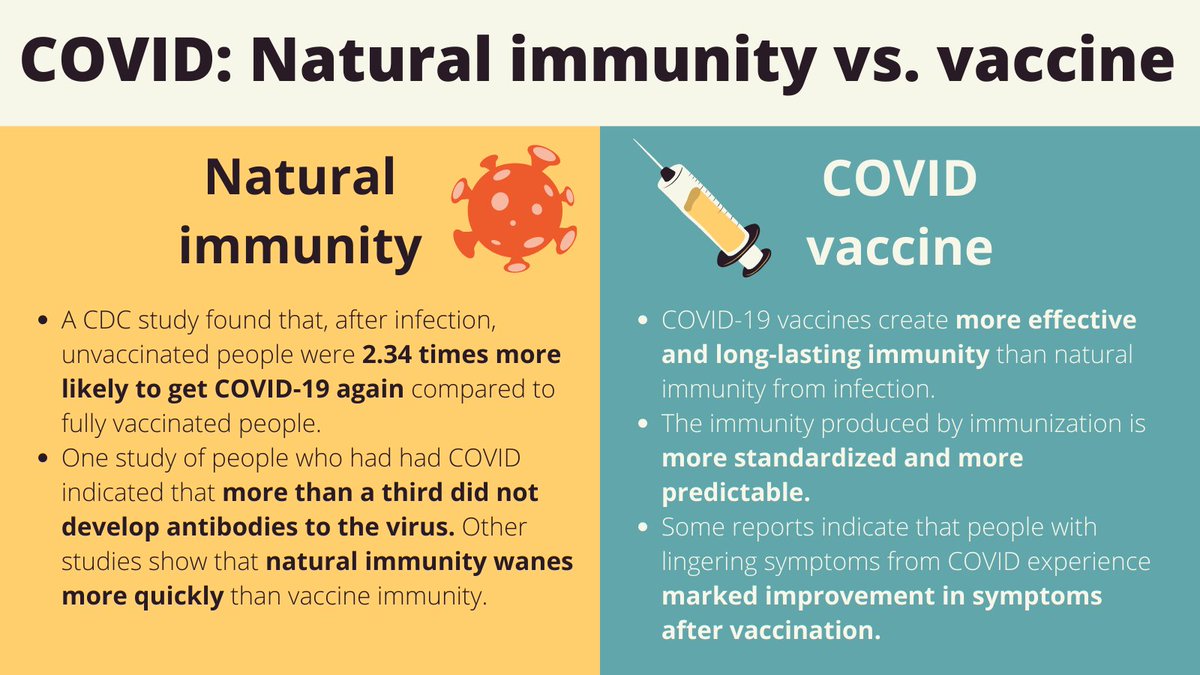 COVID: Natural immunity vs. vaccine
Natural
immunity
• A CDC study found that, after infection,
unvaccinated people were 2.34 times more
likely to get COVID-19 again compared to
fully vaccinated people.
• One study of people who had had COVID
indicated that more than a third did not
develop antibodies to the virus. Other
studies show that natural immunity wanes
more quickly than vaccine immunity.
COVID
vaccine
• COVID-19 vaccines create more effective
and long-lasting immunity than natural
immunity from infection.
• The immunity produced by immunization is
more standardized and more
predictable.
• Some reports indicate that people with
lingering symptoms from COVID experience
marked improvement in symptoms
after vaccination.